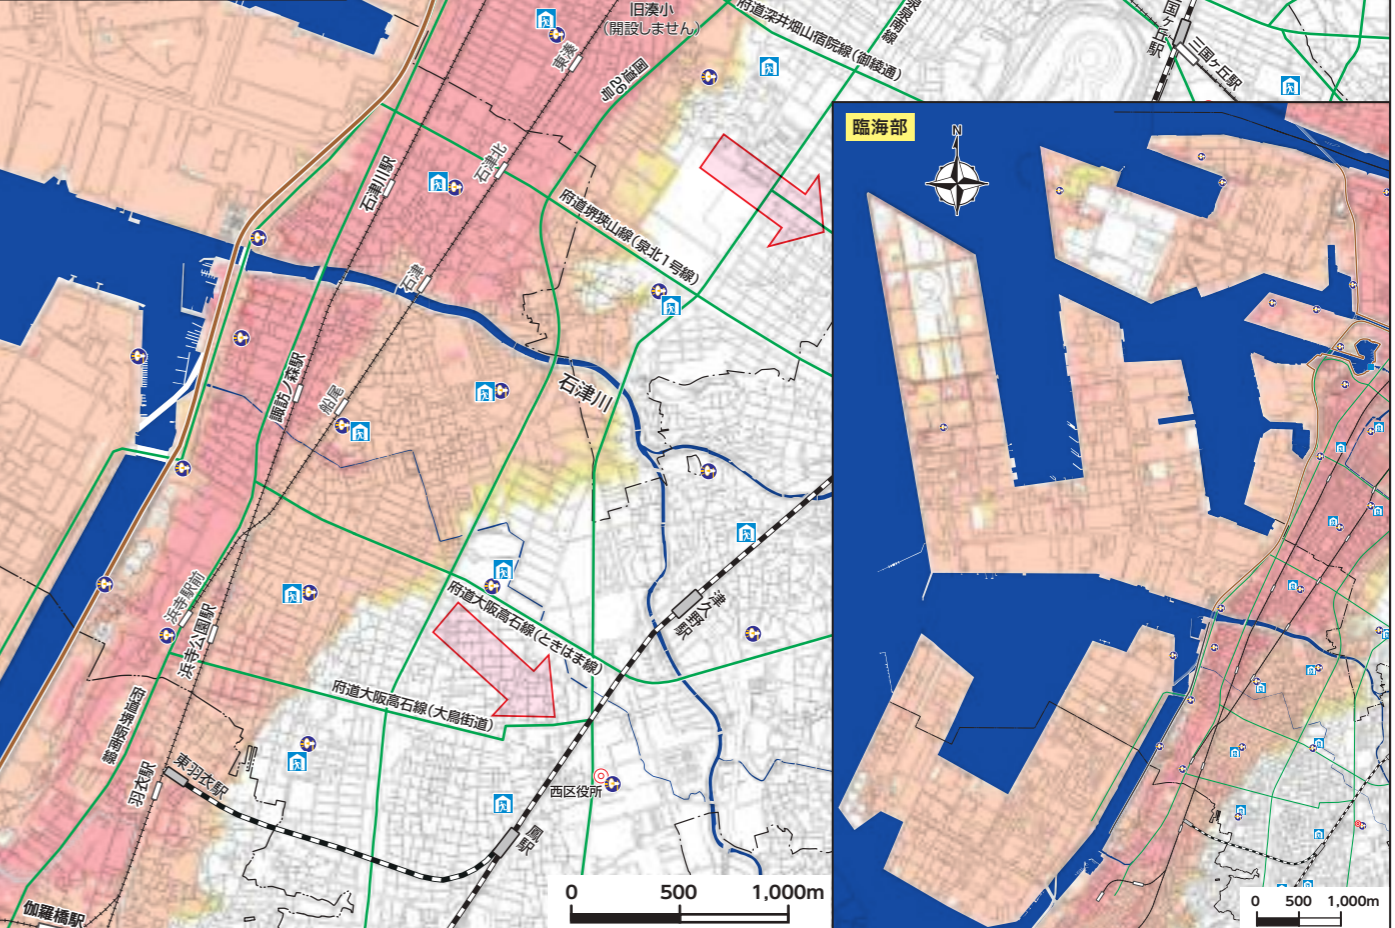 旧湊小
(開設しません)
府道深井畑山宿院線(御綾通)
泉泉南線
三国ヶ丘駅
三国ヶ丘駅
東湊
国道26号
臨海部
N
石津川駅
石津北
府道堺狭山線(泉北1号線)
石津
諏訪ノ森駅
船尾
石津川
浜寺駅前
浜寺公園駅
府道大阪高石線(ときはま線)
津久野駅
府道大阪高石線(大鳥街道)
府道堺阪南線
羽衣駅
東羽衣駅
西区役所
鳳駅
伽羅橋駅
0 500 1,000m
0 500 1,000m